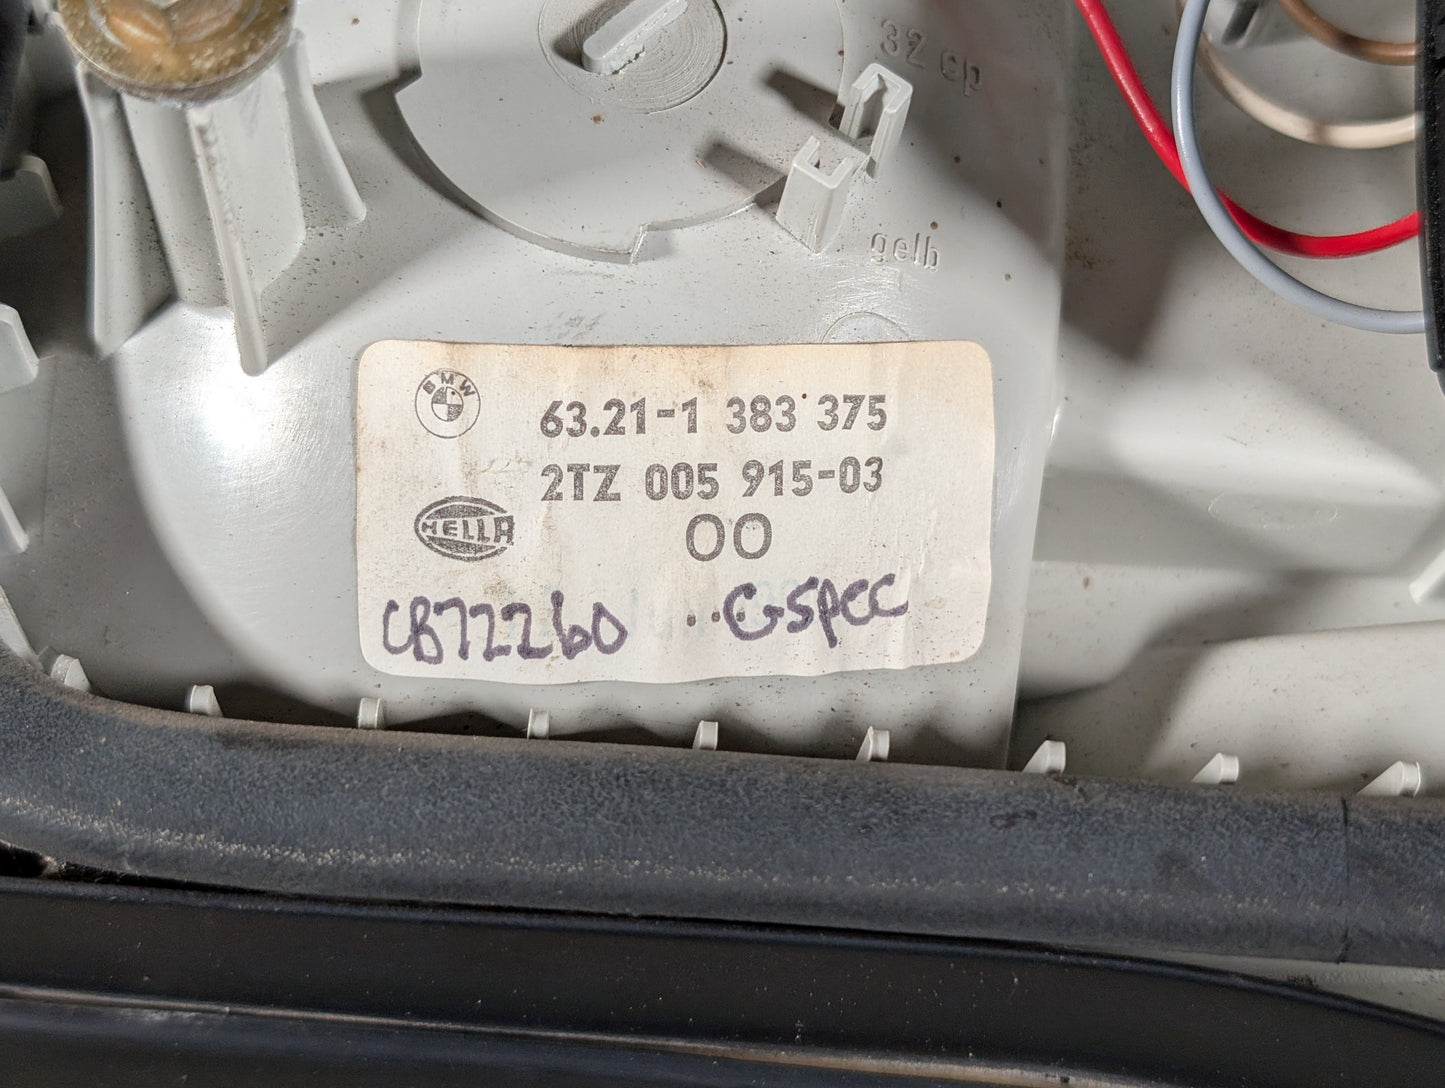 32 cp
gelb
BMW
63.21-1 383 375
2TZ 005 915-03
HELLA
00
CB72260 GSPEC